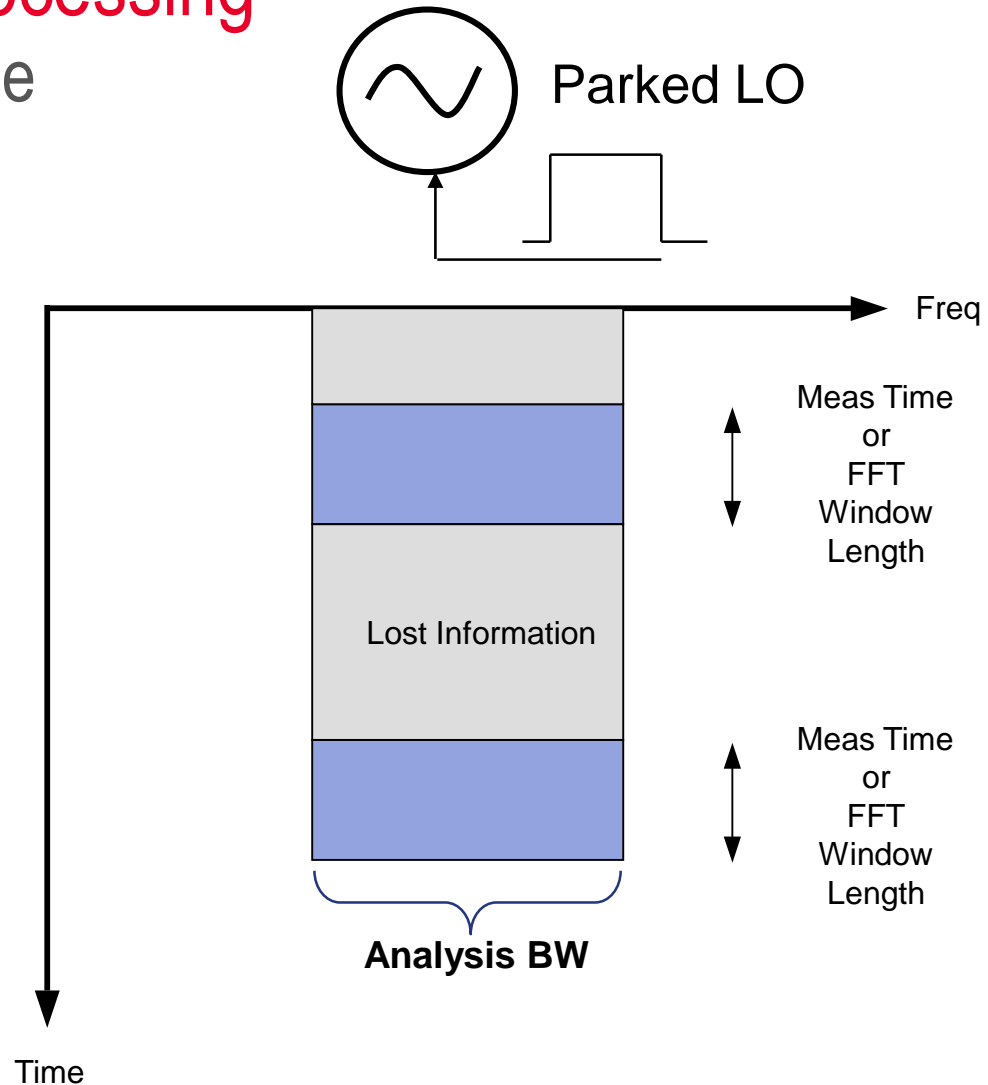 ocessing
e
Parked LO
Freq
Meas Time
or
FFT
Window
Length
Lost Information
Meas Time
or
FFT
Window
Length
Analysis BW
Time